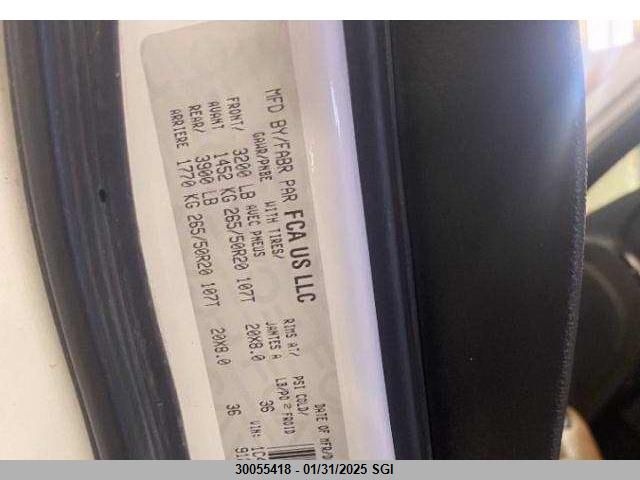 MFD BY/FABR PAR FCA US LLC DATE OF MFR/D
GAWR/PNBE WITH TIRES/ RIMS AT/ PSI COLD/
AVEC PNEUS JANTES A LB/PO 2 FROID
FRONT/ 3200 LB
AVANT 1452 KG 265/50R20 107T 20X8.0 36
REAR/ 3900 LB
ARRIERE 1770 KG 265/50R20 107T 20X8.0 36
30055418 - 01/31/2025 SGI